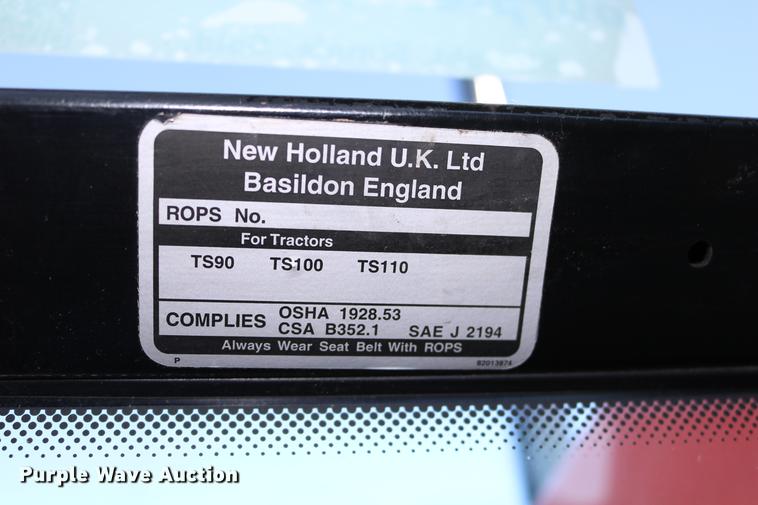 New Holland U.K. Ltd
Basildon England
ROPS No.
For Tractors
TS90 TS100 TS110
COMPLIES OSHA 1928.53
CSA B352.1 SAE J 2194
Always Wear Seat Belt With ROPS
P 82013874
Purple Wave Auction